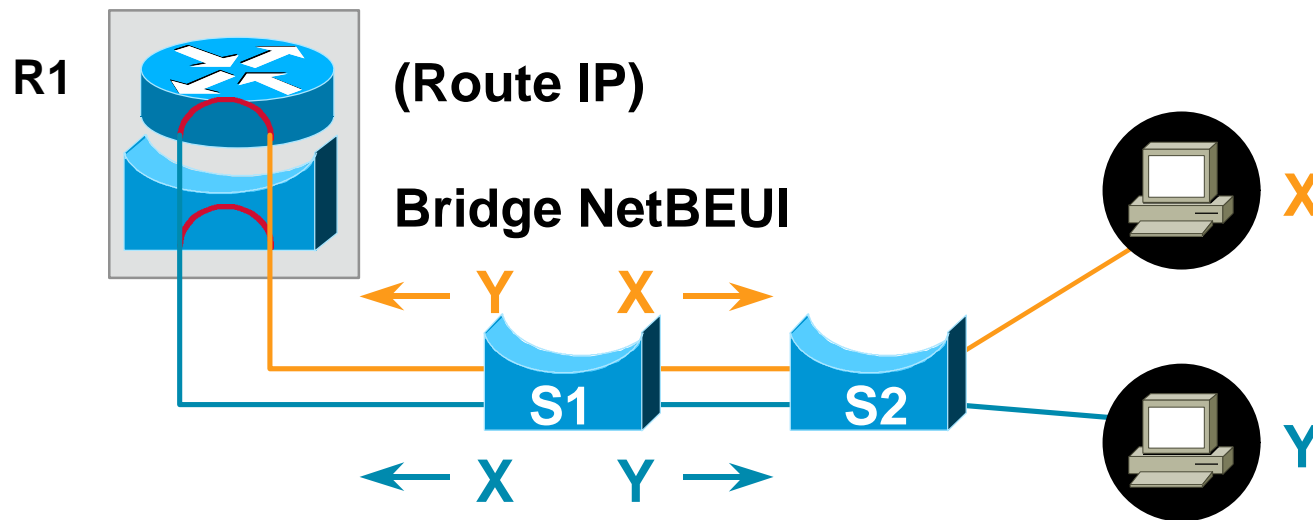 R1
(Route IP)
Bridge NetBEUI
X
Y X
S1
S2
Y
X Y